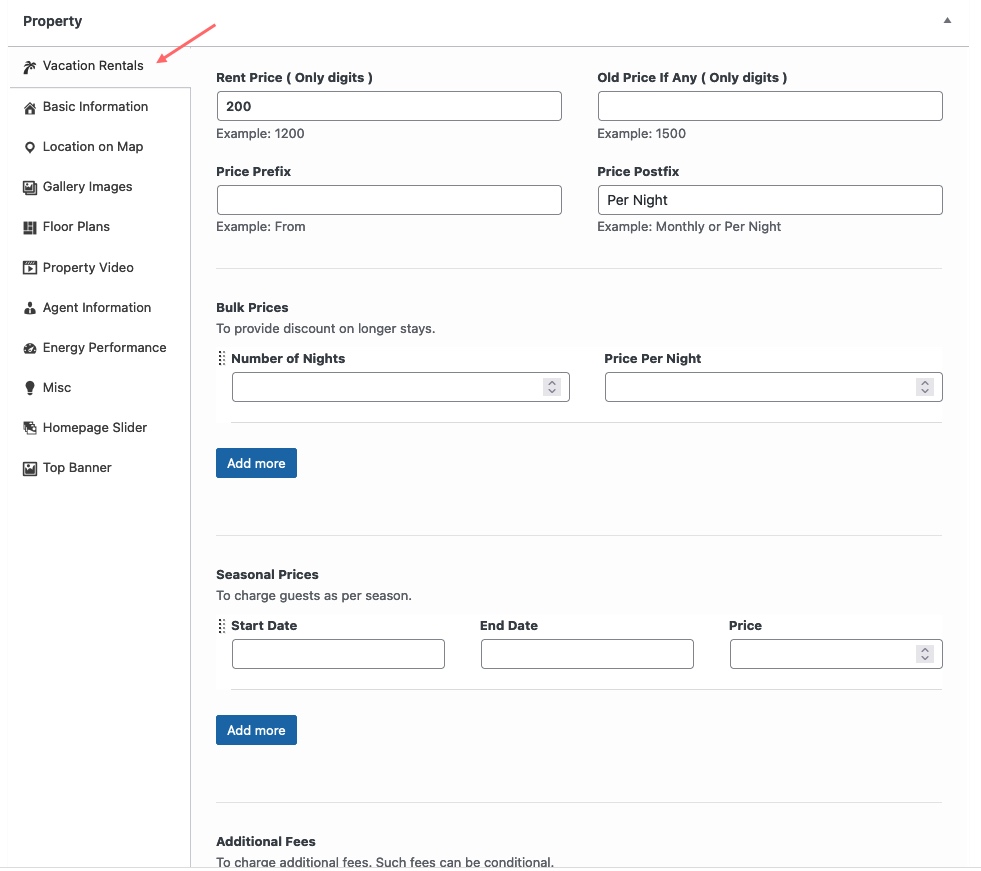 Property
Vacation Rentals
Basic Information
Location on Map
Gallery Images
Floor Plans
Property Video
Agent Information
Energy Performance
Misc
Homepage Slider
Top Banner
Rent Price ( Only digits )
200
Example: 1200
Old Price If Any ( Only digits )
Example: 1500
Price Prefix
Example: From
Price Postfix
Per Night
Example: Monthly or Per Night
Bulk Prices
To provide discount on longer stays.
Number of Nights
Price Per Night
Add more
Seasonal Prices
To charge guests as per season.
Start Date
End Date
Price
Add more
Additional Fees
To charge additional fees. Such fees can be conditional.